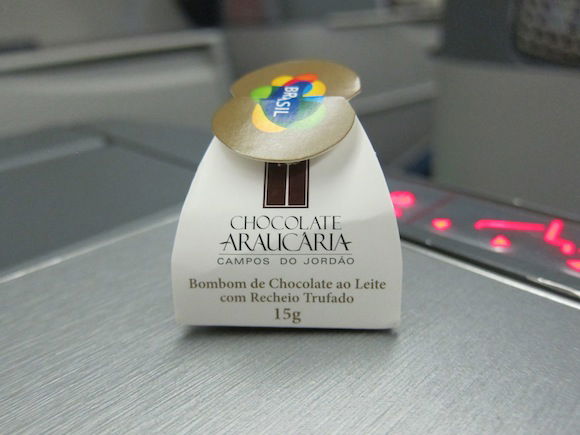 BRASIL
CHOCOLATE
ARAUCÁRIA
CAMPOS DO JORDÃO
Bombom de Chocolate ao Leite
com Recheio Trufado
15g